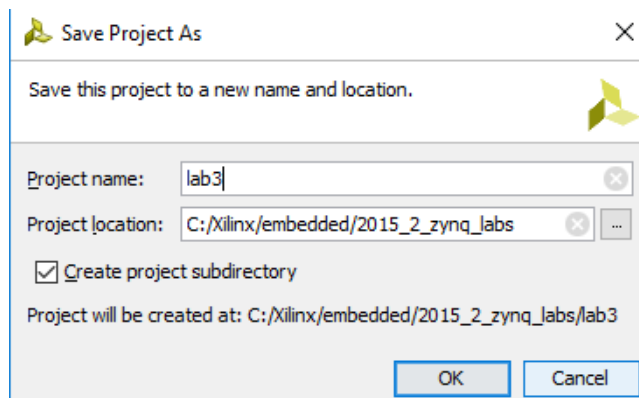 Save Project As
Save this project to a new name and location.
Project name: lab3
Project location: C:/Xilinx/embedded/2015_2_zynq_labs ...
Create project subdirectory
Project will be created at: C:/Xilinx/embedded/2015_2_zynq_labs/lab3
OK Cancel